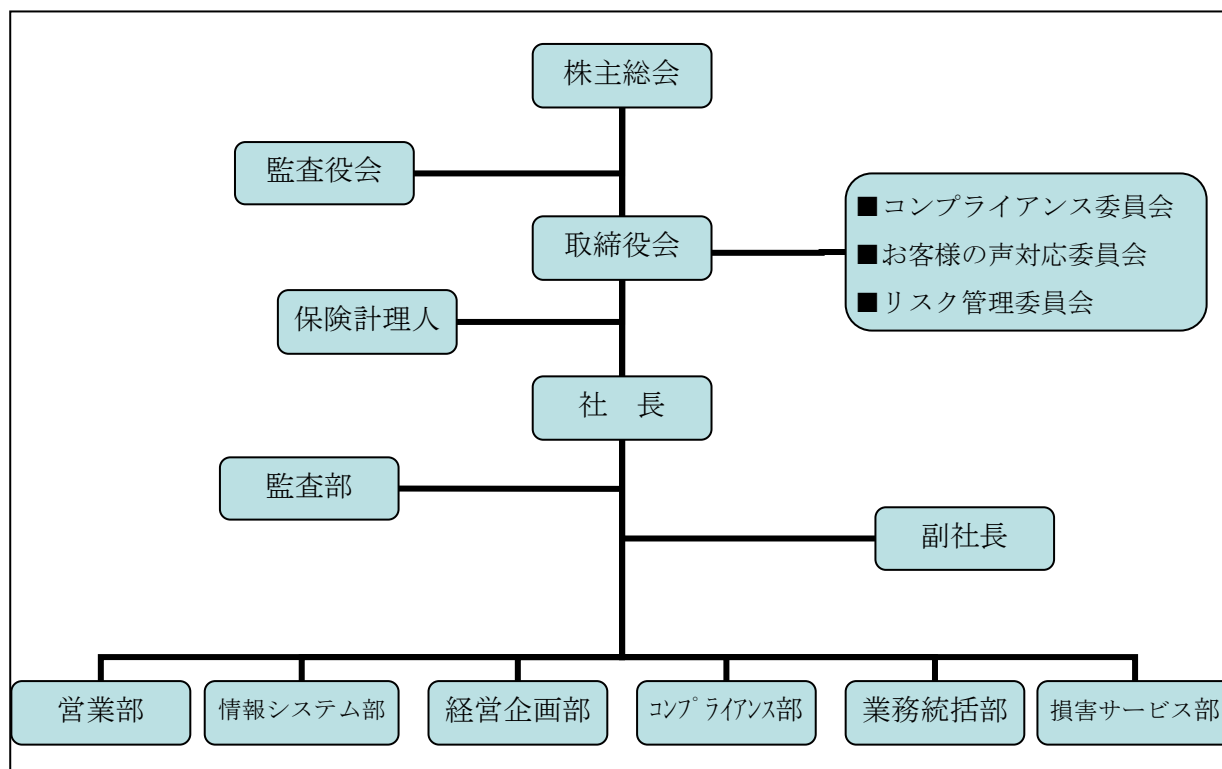 株主総会
監査役会
■コンプライアンス委員会
取締役会
■お客様の声対応委員会
■リスク管理委員会
保険計理人
社　長
監査部
副社長
営業部
情報システム部
経営企画部
ｺﾝﾌﾟﾗｲｱﾝｽ部
業務統括部
損害サービス部